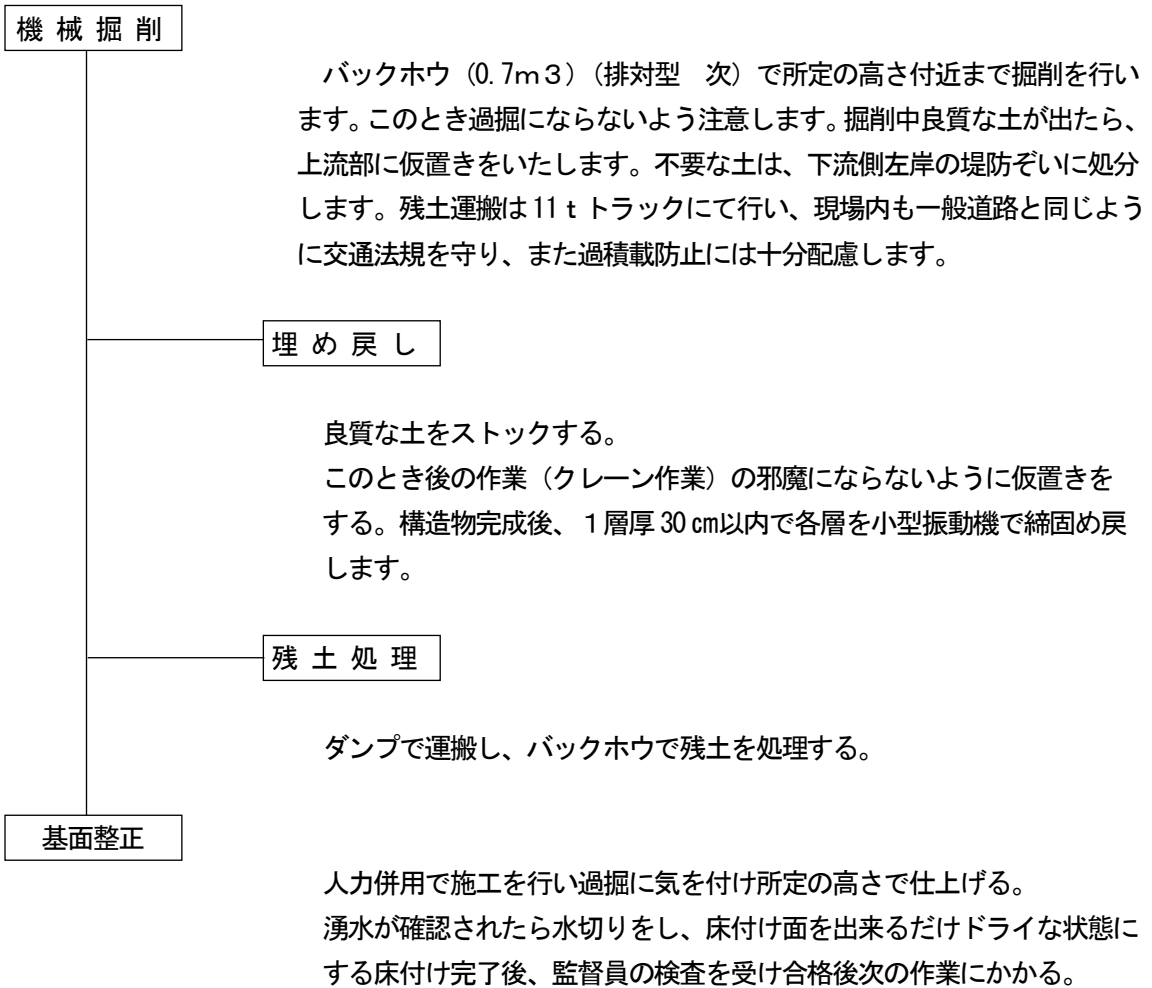 機械掘削
バックホウ（0.7ｍ３）（排対型　次）で所定の高さ付近まで掘削を行い
ます。このとき過掘にならないよう注意します。掘削中良質な土が出たら、
上流部に仮置きをいたします。不要な土は、下流側左岸の堤防ぞいに処分
します。残土運搬は11ｔトラックにて行い、現場内も一般道路と同じよう
に交通法規を守り、また過積載防止には十分配慮します。
埋め戻し
良質な土をストックする。
このとき後の作業（クレーン作業）の邪魔にならないように仮置きを
する。構造物完成後、１層厚30㎝以内で各層を小型振動機で締固め戻
します。
残土処理
ダンプで運搬し、バックホウで残土を処理する。
基面整正
人力併用で施工を行い過掘に気を付け所定の高さで仕上げる。
湧水が確認されたら水切りをし、床付け面を出来るだけドライな状態に
する床付け完了後、監督員の検査を受け合格後次の作業にかかる。